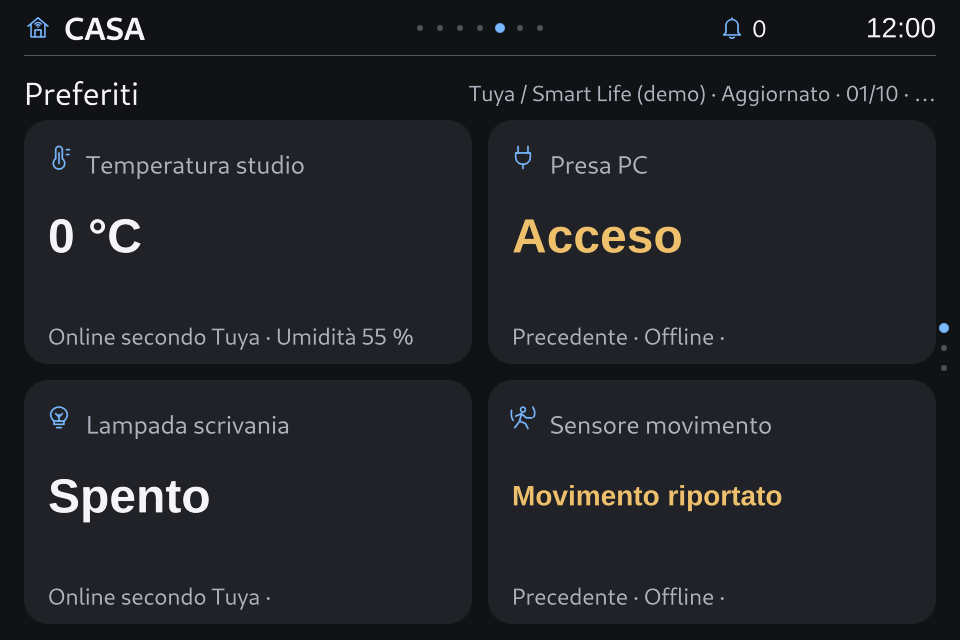 CASA
0
12:00
Preferiti
Tuya / Smart Life (demo) · Aggiornato · 01/10 · …
Temperatura studio
0 °C
Online secondo Tuya · Umidità 55 %
Presa PC
Acceso
Precedente · Offline ·
Lampada scrivania
Spento
Online secondo Tuya ·
Sensore movimento
Movimento riportato
Precedente · Offline ·